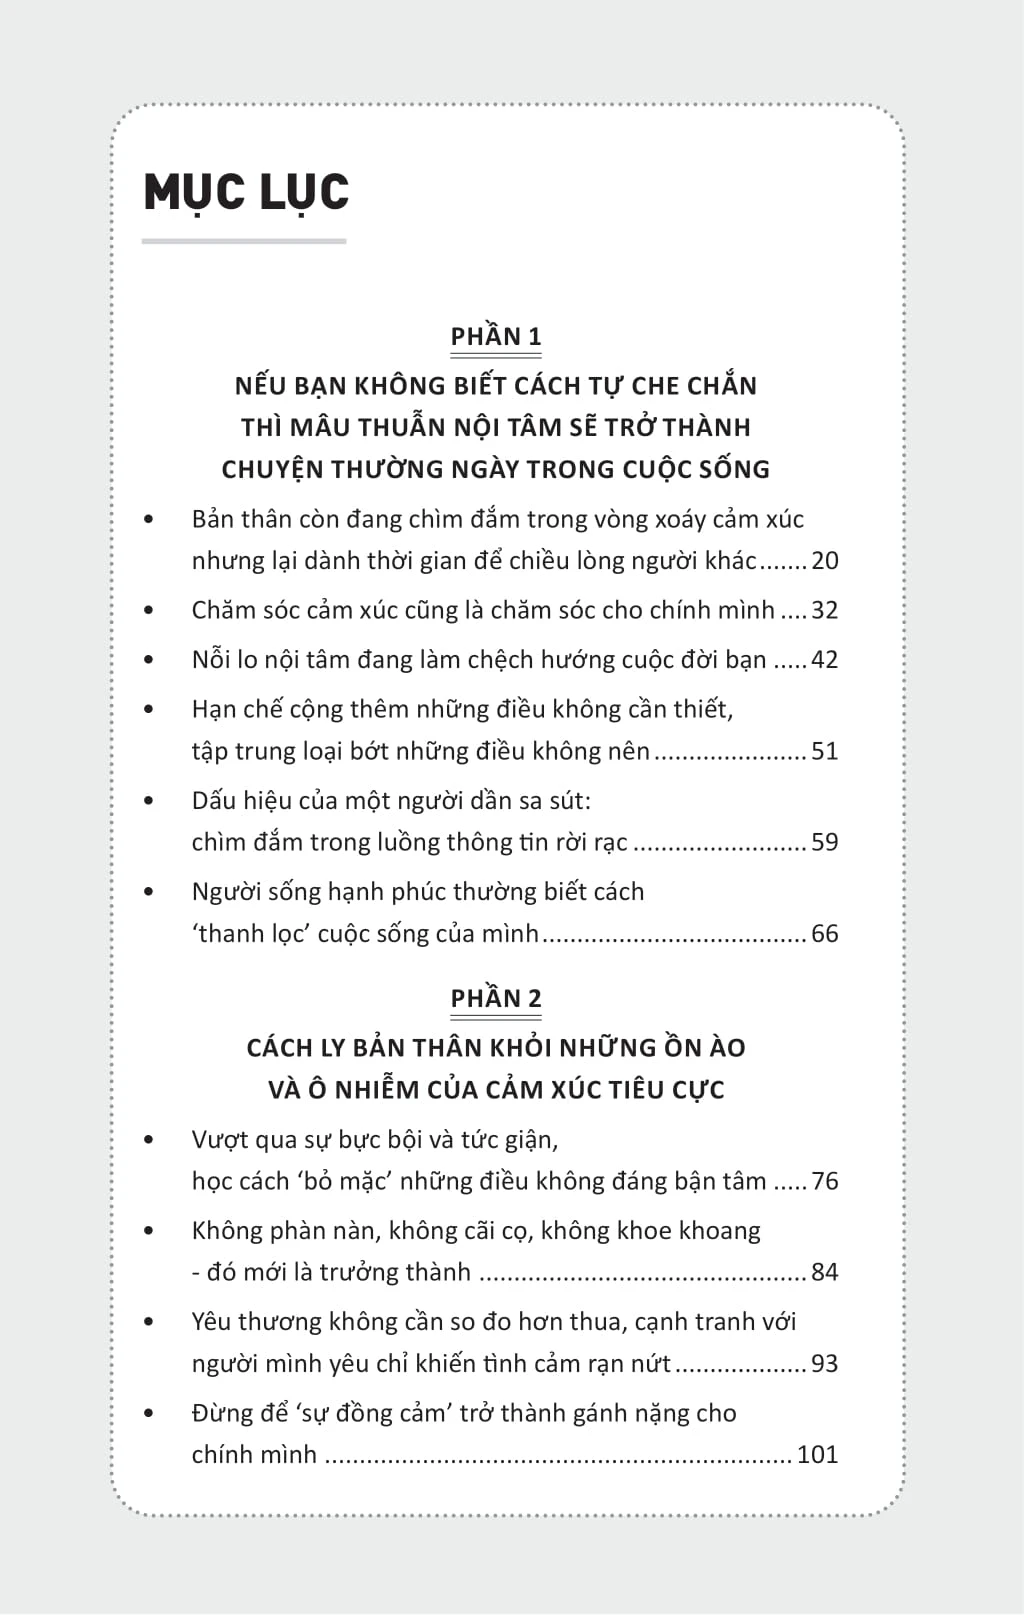 MỤC LỤC
PHẦN 1
NẾU BẠN KHÔNG BIẾT CÁCH TỰ CHE CHẮN
THÌ MÂU THUẪN NỘI TÂM SẼ TRỞ THÀNH
CHUYỆN THƯỜNG NGÀY TRONG CUỘC SỐNG
• Bản thân còn đang chìm đắm trong vòng xoáy cảm xúc
nhưng lại dành thời gian để chiều lòng người khác.......20
• Chăm sóc cảm xúc cũng là chăm sóc cho chính mình ....32
• Nỗi lo nội tâm đang làm chệch hướng cuộc đời bạn .....42
• Hạn chế cộng thêm những điều không cần thiết,
tập trung loại bớt những điều không nên......................51
• Dấu hiệu của một người dần sa sút:
chìm đắm trong luồng thông tin rời rạc .........................59
• Người sống hạnh phúc thường biết cách
‘thanh lọc’ cuộc sống của mình......................................66
PHẦN 2
CÁCH LY BẢN THÂN KHỎI NHỮNG ỒN ÀO
VÀ Ô NHIỄM CỦA CẢM XÚC TIÊU CỰC
• Vượt qua sự bực bội và tức giận,
học cách ‘bỏ mặc’ những điều không đáng bận tâm .....76
• Không phàn nàn, không cãi cọ, không khoe khoang
- đó mới là trưởng thành ...............................................84
• Yêu thương không cần so đo hơn thua, cạnh tranh với
người mình yêu chỉ khiến tình cảm rạn nứt...................93
• Đừng để ‘sự đồng cảm’ trở thành gánh nặng cho
chính mình ...................................................................101